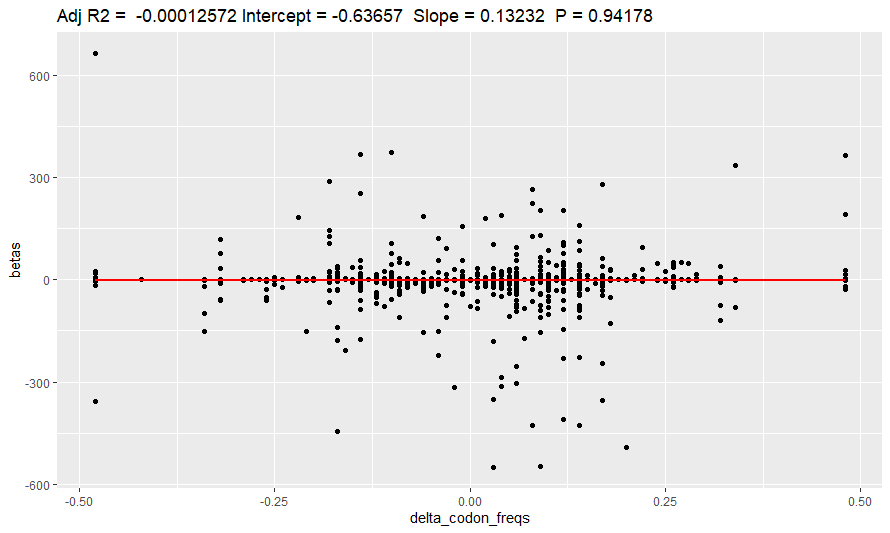 Adj R2 =  -0.00012572 Intercept = -0.63657  Slope = 0.13232  P = 0.94178
600
300
0
-300
-600
betas
-0.50 -0.25 0.00 0.25 0.50
delta_codon_freqs